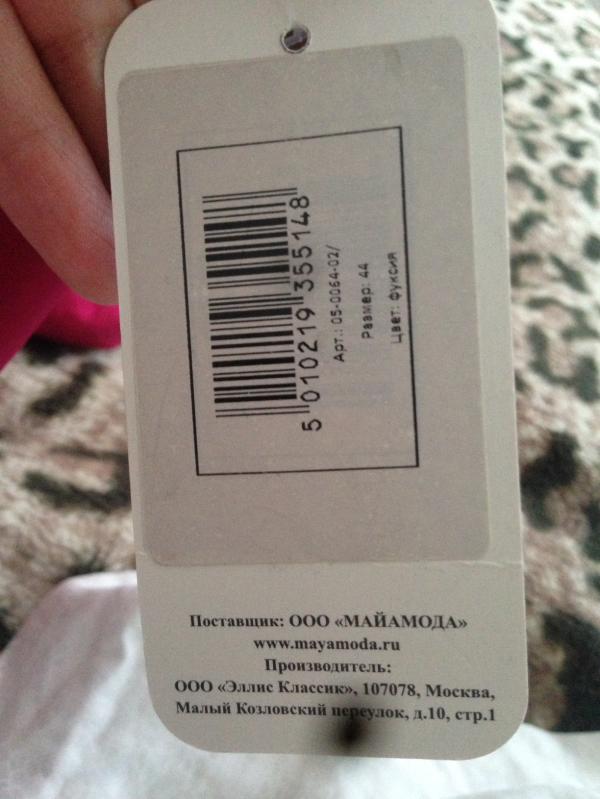 5 010219 355148
Арт.: 05-0064-02/
Размер: 44
Цвет: фуксия
Поставщик: ООО «МАЙАМОДА»
www.mayamoda.ru
Производитель:
ООО «Эллис Классик», 107078, Москва,
Малый Козловский переулок, д.10, стр.1